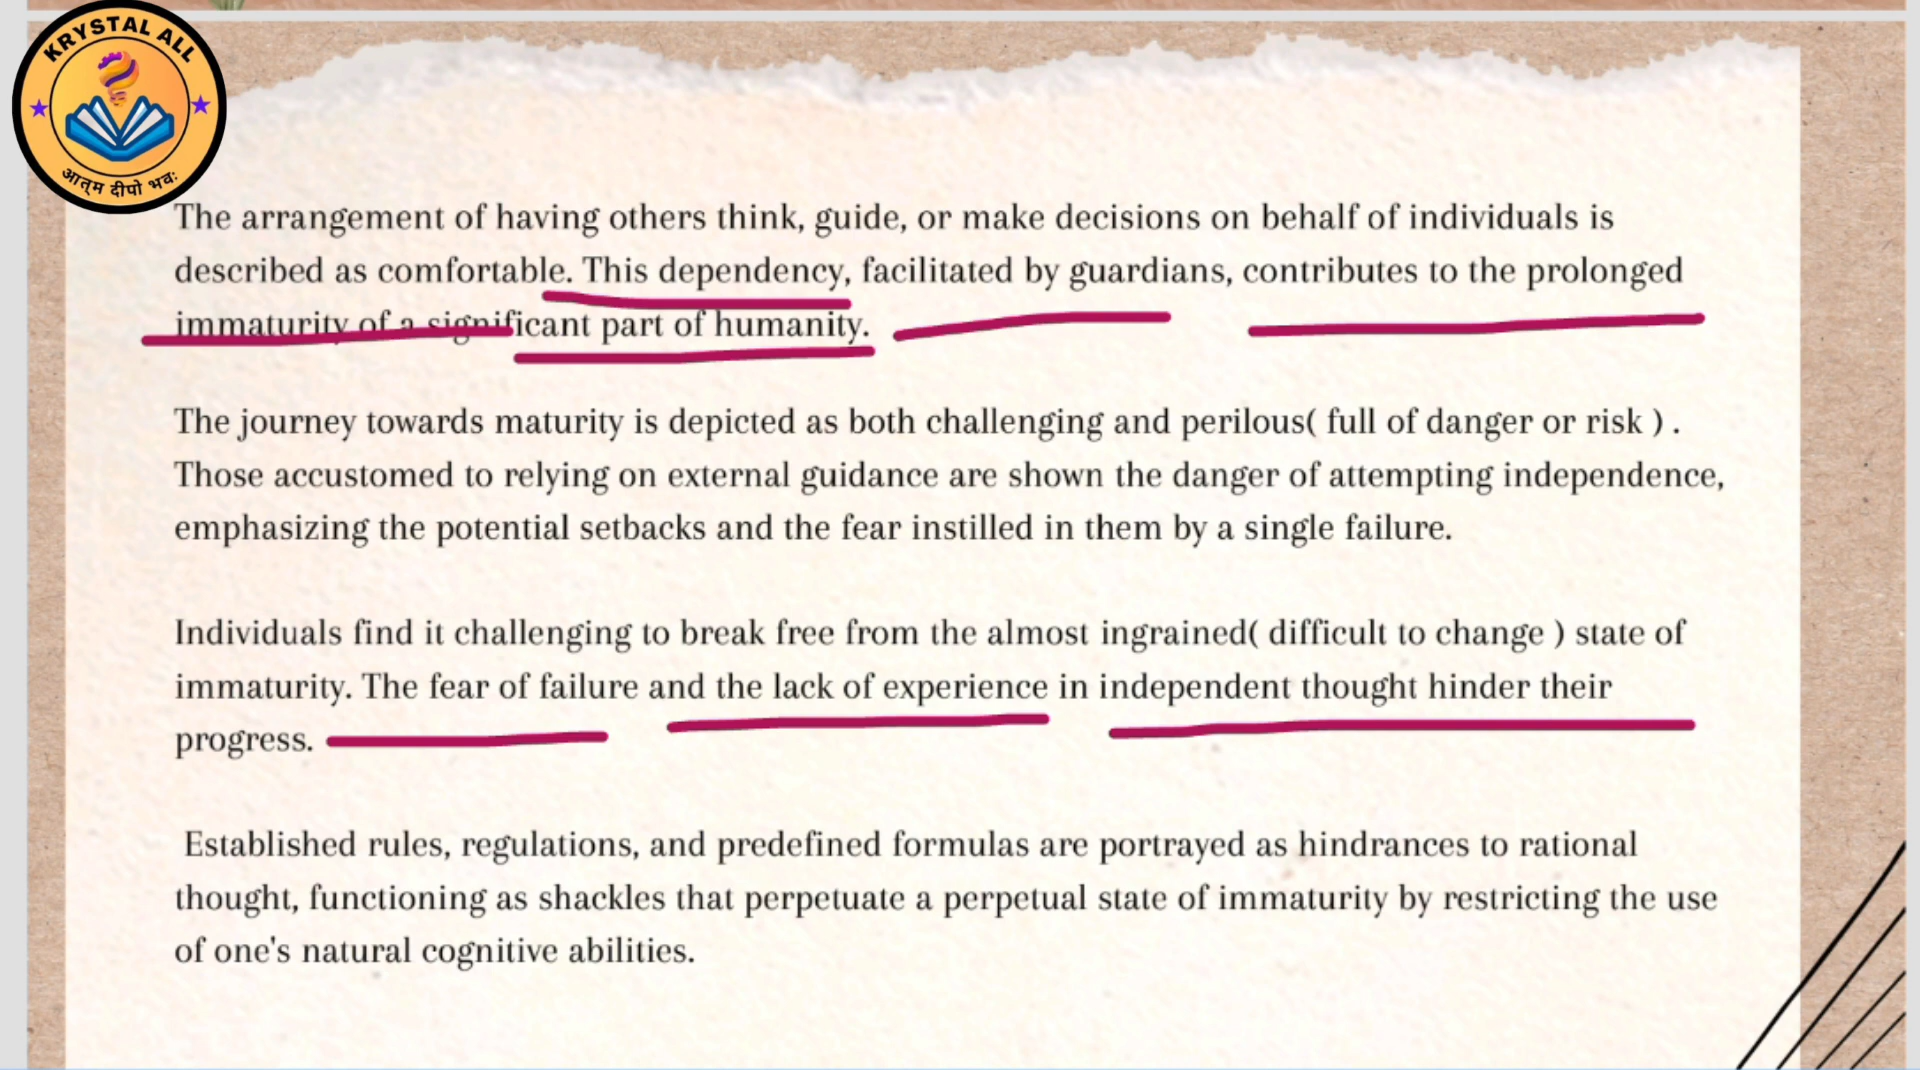 KRYSTAL ALL
आत्म दीपो भवः
The arrangement of having others think, guide, or make decisions on behalf of individuals is
described as comfortable. This dependency, facilitated by guardians, contributes to the prolonged
immaturity of a significant part of humanity.
The journey towards maturity is depicted as both challenging and perilous( full of danger or risk ) .
Those accustomed to relying on external guidance are shown the danger of attempting independence,
emphasizing the potential setbacks and the fear instilled in them by a single failure.
Individuals find it challenging to break free from the almost ingrained( difficult to change ) state of
immaturity. The fear of failure and the lack of experience in independent thought hinder their
progress.
Established rules, regulations, and predefined formulas are portrayed as hindrances to rational
thought, functioning as shackles that perpetuate a perpetual state of immaturity by restricting the use
of one's natural cognitive abilities.